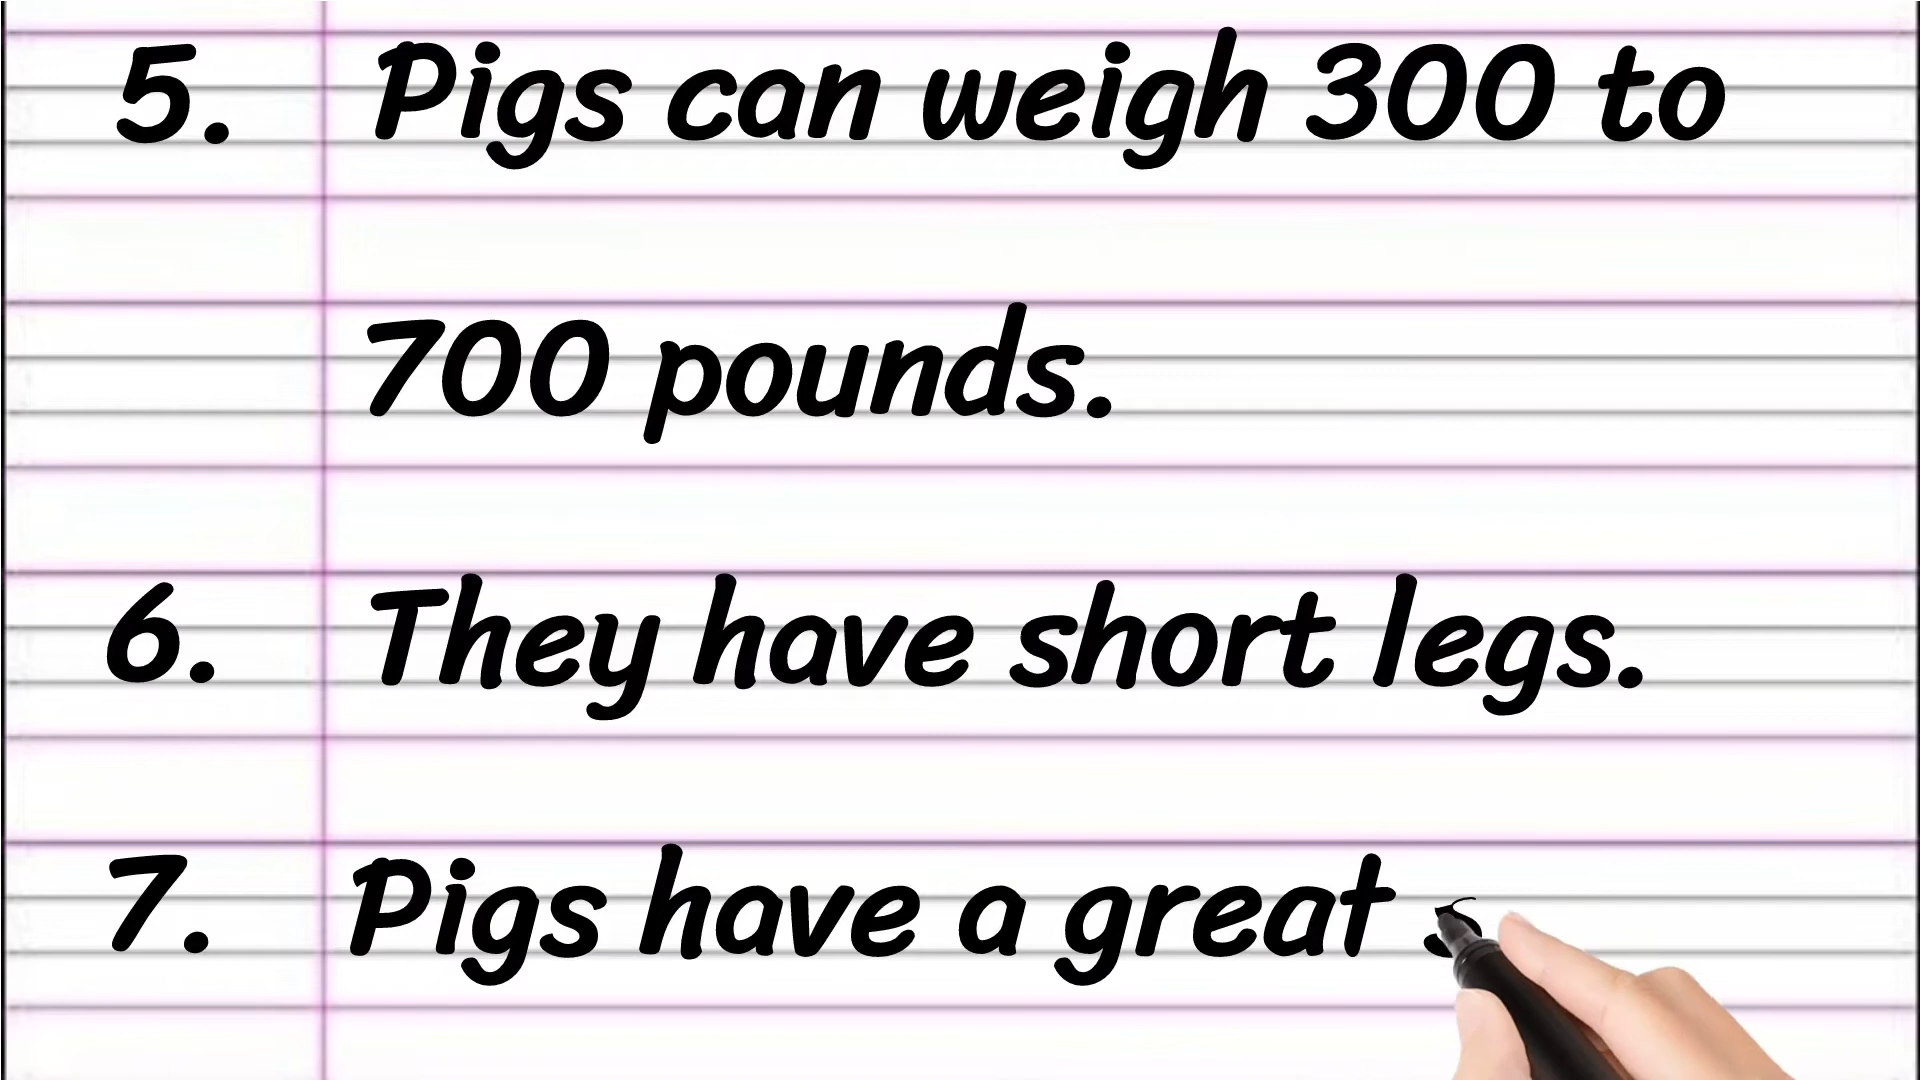 5. Pigs can weigh 300 to
700 pounds.
6. They have short legs.
7. Pigs have a great s